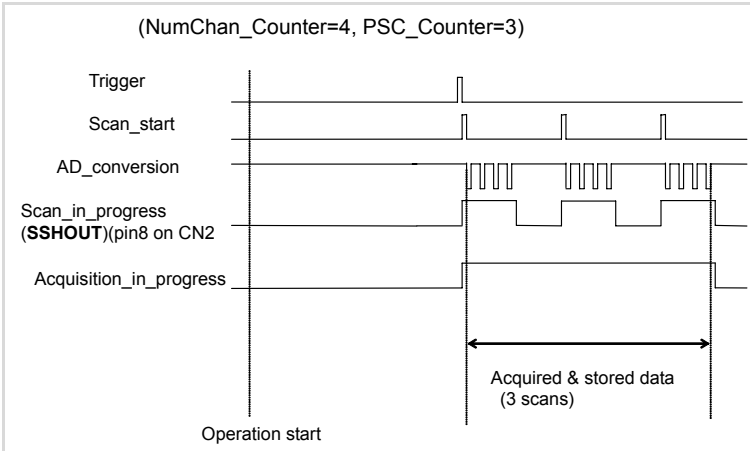 (NumChan_Counter=4, PSC_Counter=3)
Trigger
Scan_start
AD_conversion
Scan_in_progress
(SSHOUT)(pin8 on CN2
Acquisition_in_progress
Acquired & stored data
(3 scans)
Operation start